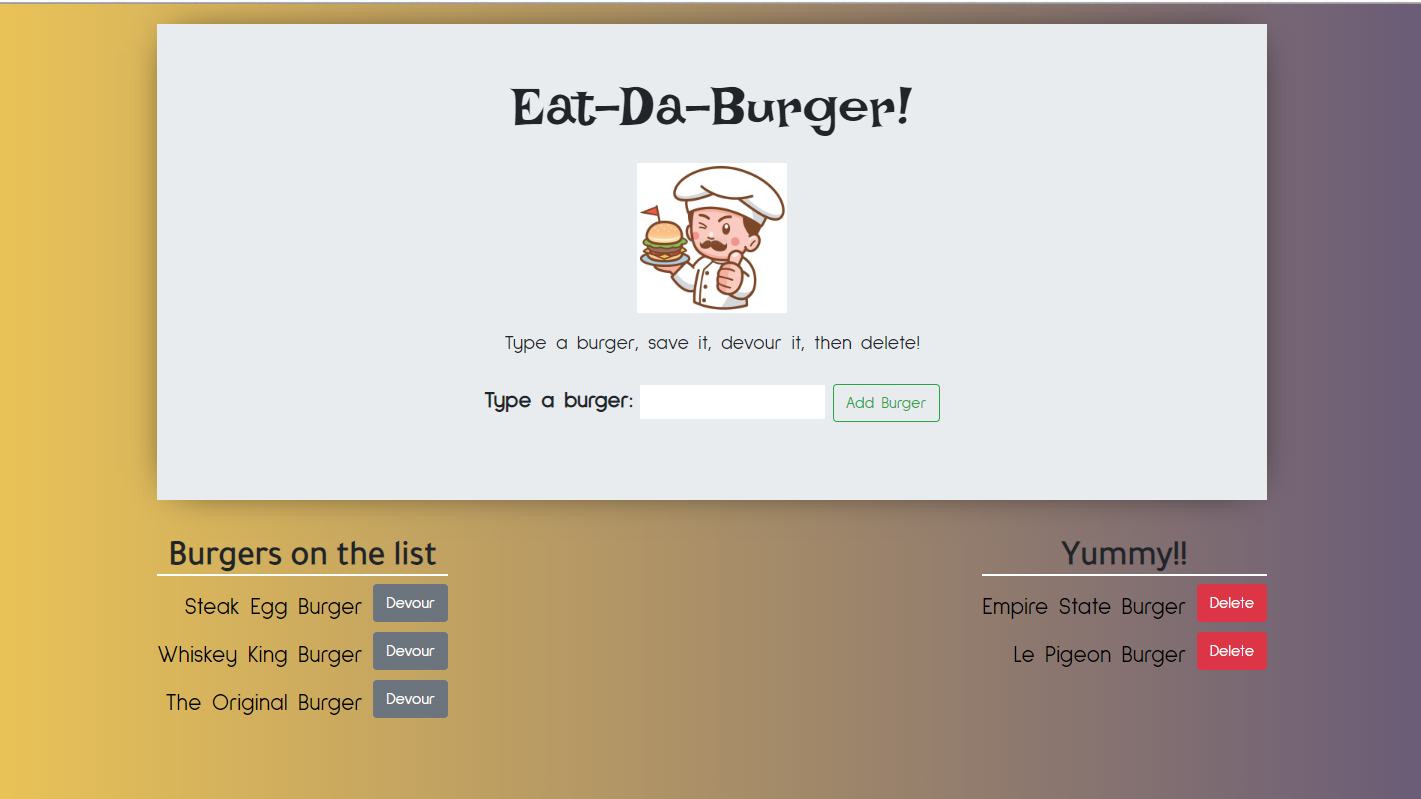 Eat-Da-Burger!
Type a burger, save it, devour it, then delete!
Type a burger: Add Burger
Burgers on the list
Steak Egg Burger Devour
Whiskey King Burger Devour
The Original Burger Devour
Yummy!!
Empire State Burger Delete
Le Pigeon Burger Delete